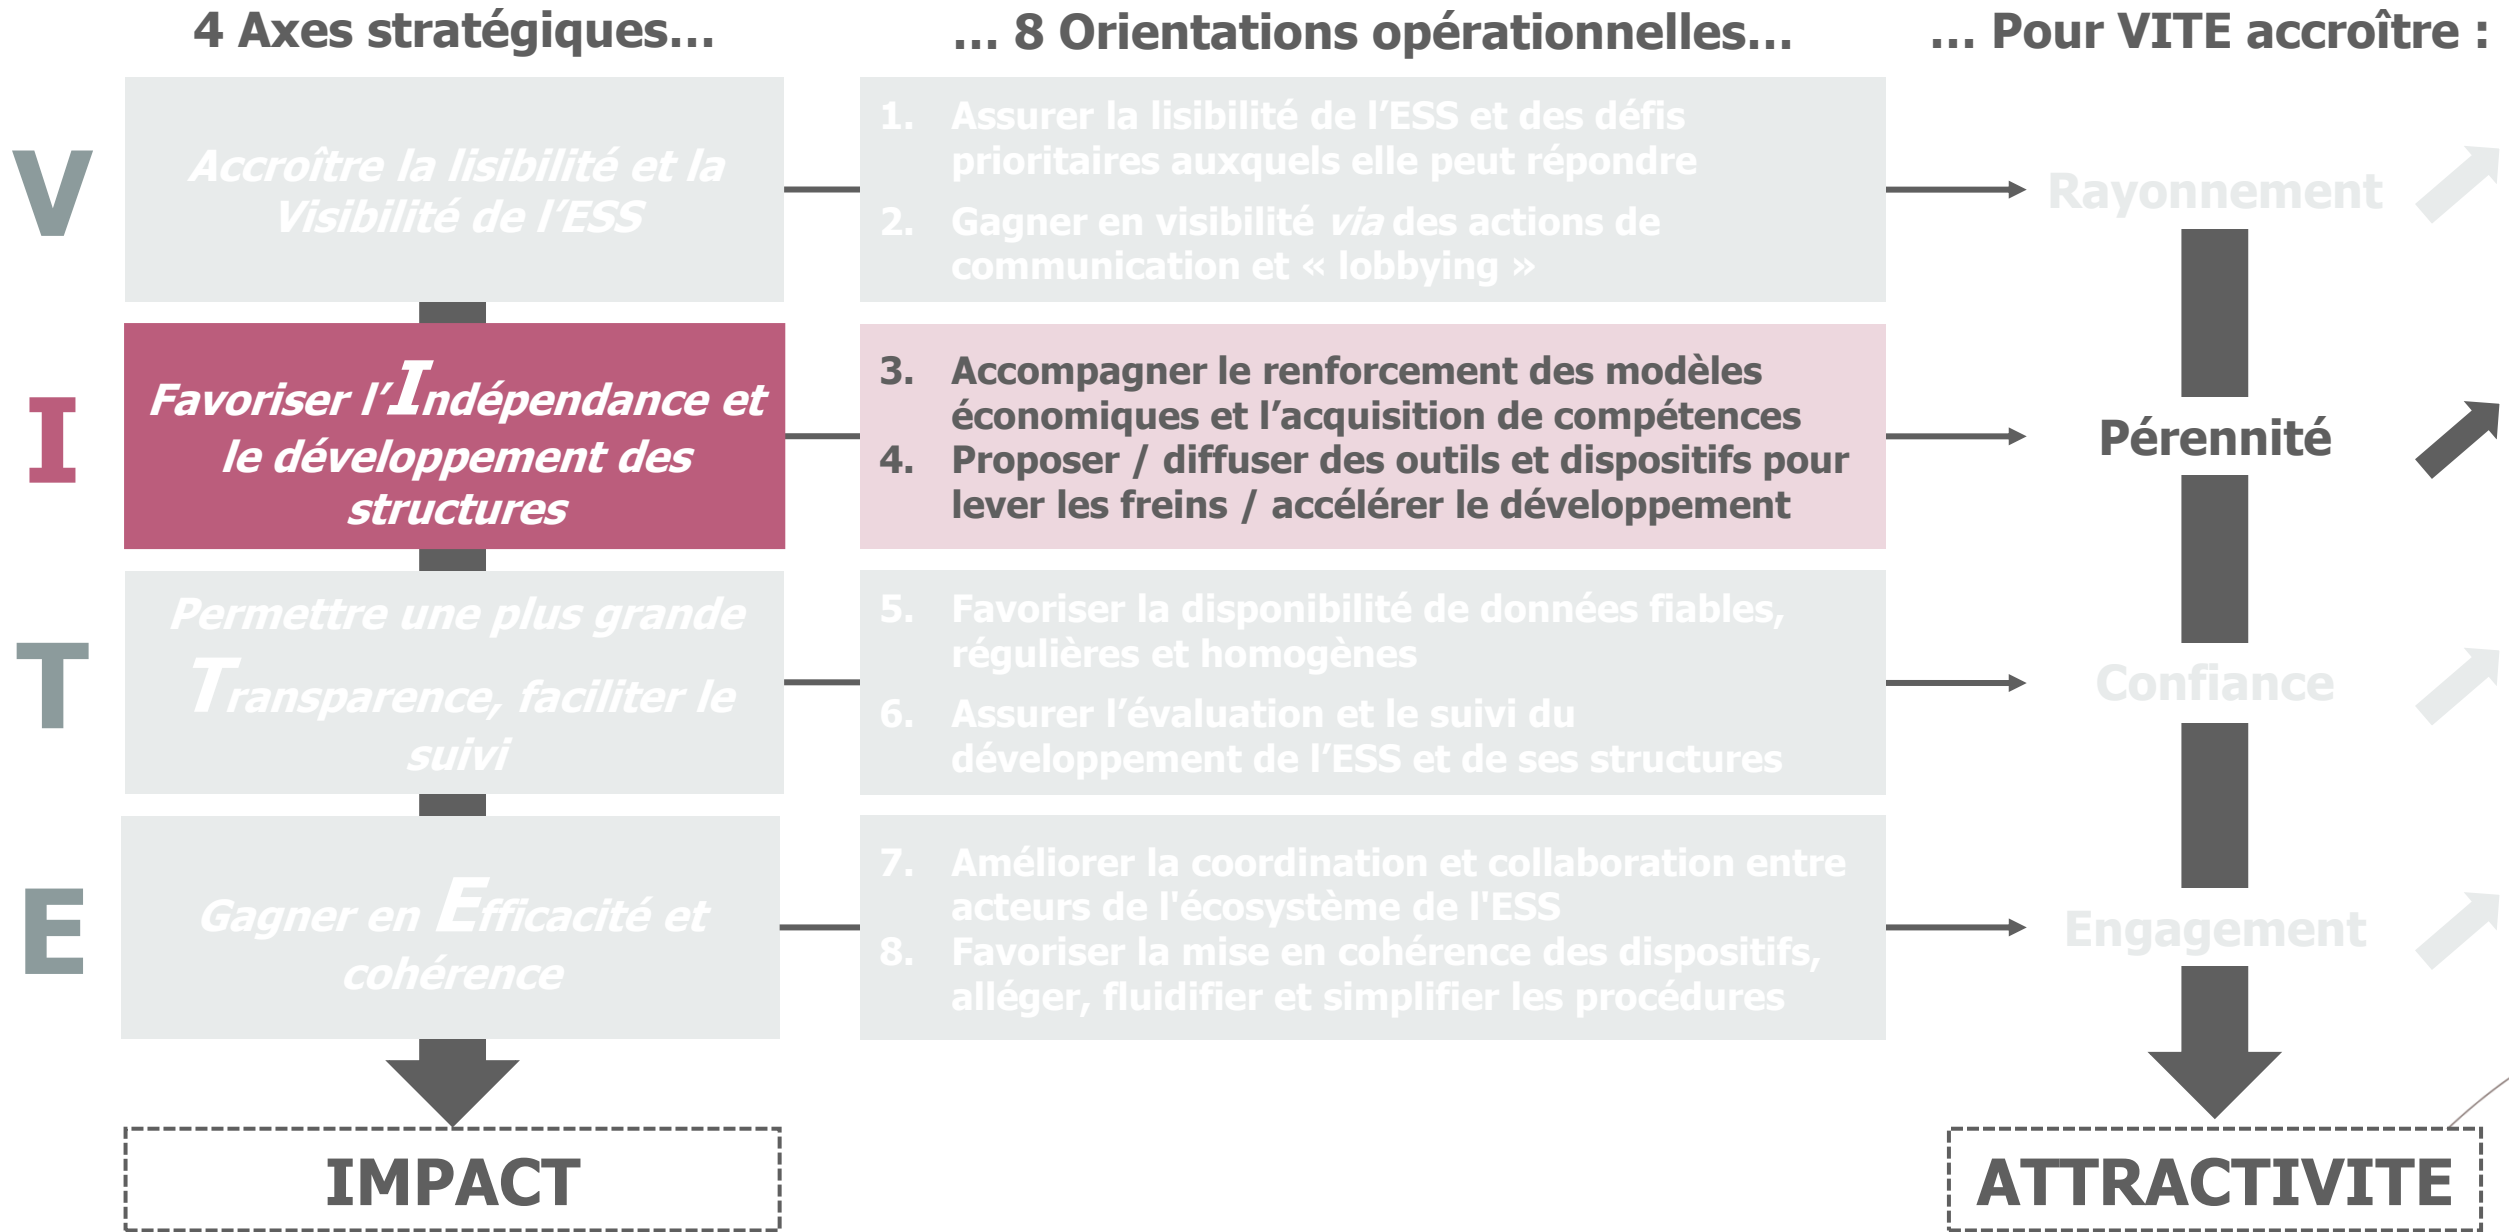 4 Axes stratégiques...
... 8 Orientations opérationnelles...
... Pour VITE accroître :
V
Accroître la lisibilité et la
Visibilité de l’ESS
1. Assurer la lisibilité de l’ESS et des défis
prioritaires auxquels elle peut répondre
2. Gagner en visibilité via des actions de
communication et « lobbying »
Rayonnement
I
Favoriser l’Indépendance et
le développement des
structures
3. Accompagner le renforcement des modèles
économiques et l’acquisition de compétences
4. Proposer / diffuser des outils et dispositifs pour
lever les freins / accélérer le développement
Pérennité
T
Permettre une plus grande
Transparence, faciliter le
suivi
5. Favoriser la disponibilité de données fiables,
régulières et homogènes
6. Assurer l’évaluation et le suivi du
développement de l’ESS et de ses structures
Confiance
E
Gagner en Efficacité et
cohérence
7. Améliorer la coordination et collaboration entre
acteurs de l'écosystème de l'ESS
8. Favoriser la mise en cohérence des dispositifs,
alléger, fluidifier et simplifier les procédures
Engagement
IMPACT
ATTRACTIVITE